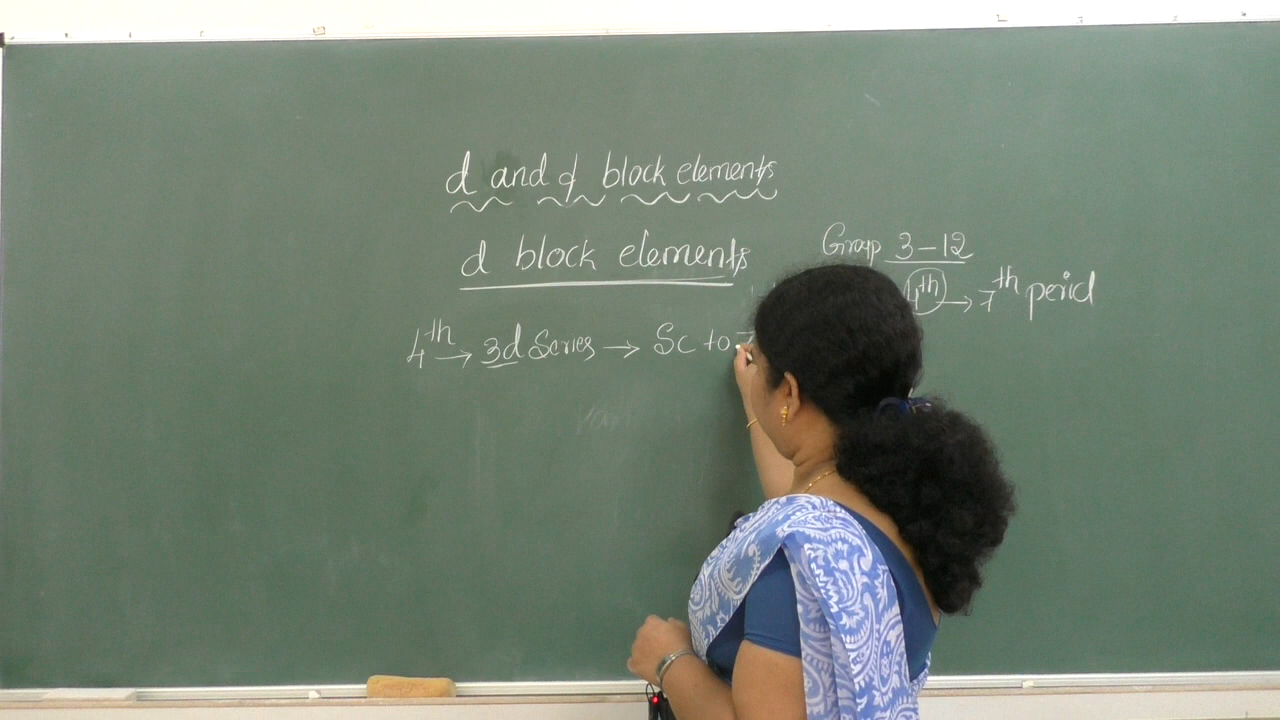 d and f block elements
d block elements
Group 3-12
4th → 7th period
4th → 3d Series → Sc to